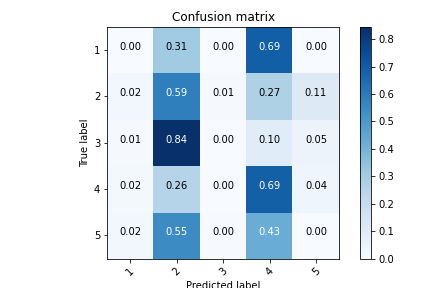 Confusion matrix
1 0.00 0.31 0.00 0.69 0.00
2 0.02 0.59 0.01 0.27 0.11
3 0.01 0.84 0.00 0.10 0.05
4 0.02 0.26 0.00 0.69 0.04
5 0.02 0.55 0.00 0.43 0.00
1 2 3 4 5
True label
Predicted label
0.8
0.7
0.6
0.5
0.4
0.3
0.2
0.1
0.0